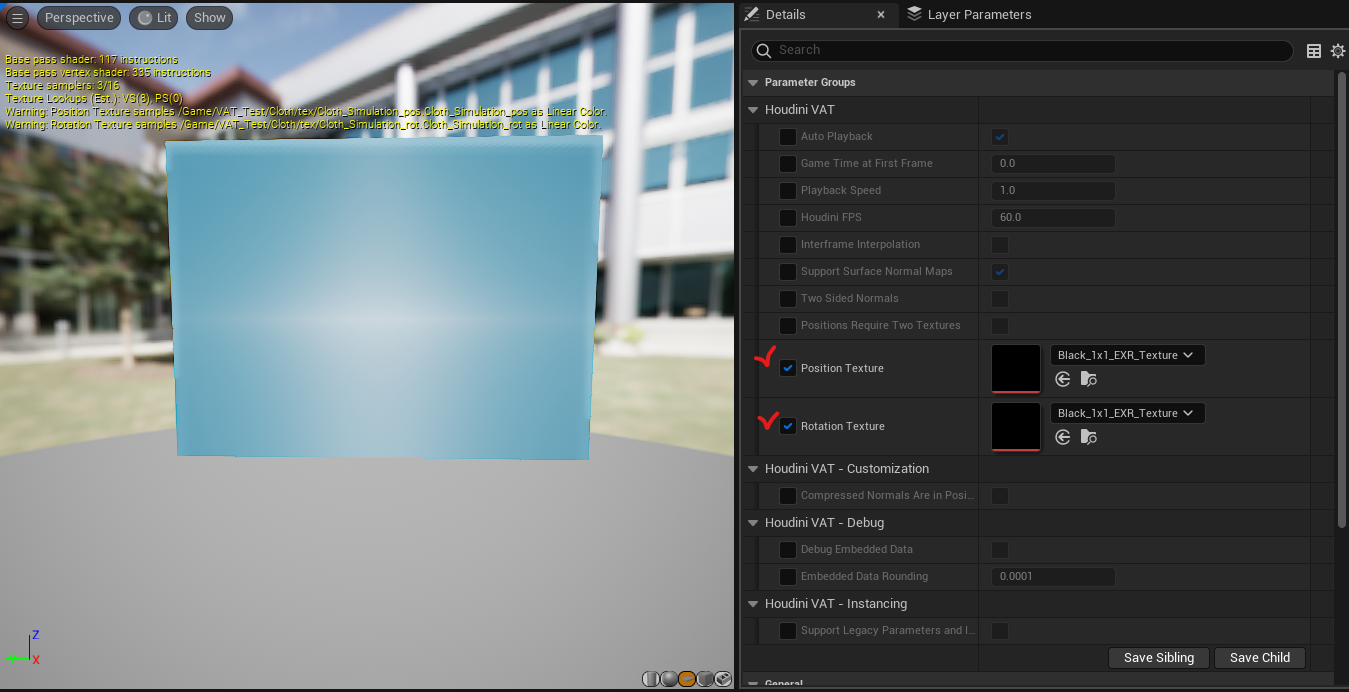 Perspective Lit Show
Base pass shader: 117 instructions
Base pass vertex shader: 335 instructions
Texture samplers: 3/16
Texture Lookups (Est.): VS(8), PS(0)
Warning: Position Texture samples /Game/VAT_Test/Cloth/tex/Cloth_Simulation_pos.Cloth_Simulation_pos as Linear Color.
Warning: Rotation Texture samples /Game/VAT_Test/Cloth/tex/Cloth_Simulation_rot.Cloth_Simulation_rot as Linear Color.
Z
Y
X
Details Layer Parameters
Search
Parameter Groups
Houdini VAT
Auto Playback
Game Time at First Frame 0.0
Playback Speed 1.0
Houdini FPS 60.0
Interframe Interpolation
Support Surface Normal Maps
Two Sided Normals
Positions Require Two Textures
Position Texture Black_1x1_EXR_Texture
Rotation Texture Black_1x1_EXR_Texture
Houdini VAT - Customization
Compressed Normals Are in Posi...
Houdini VAT - Debug
Debug Embedded Data
Embedded Data Rounding 0.0001
Houdini VAT - Instancing
Support Legacy Parameters and I...
Save Sibling Save Child
General